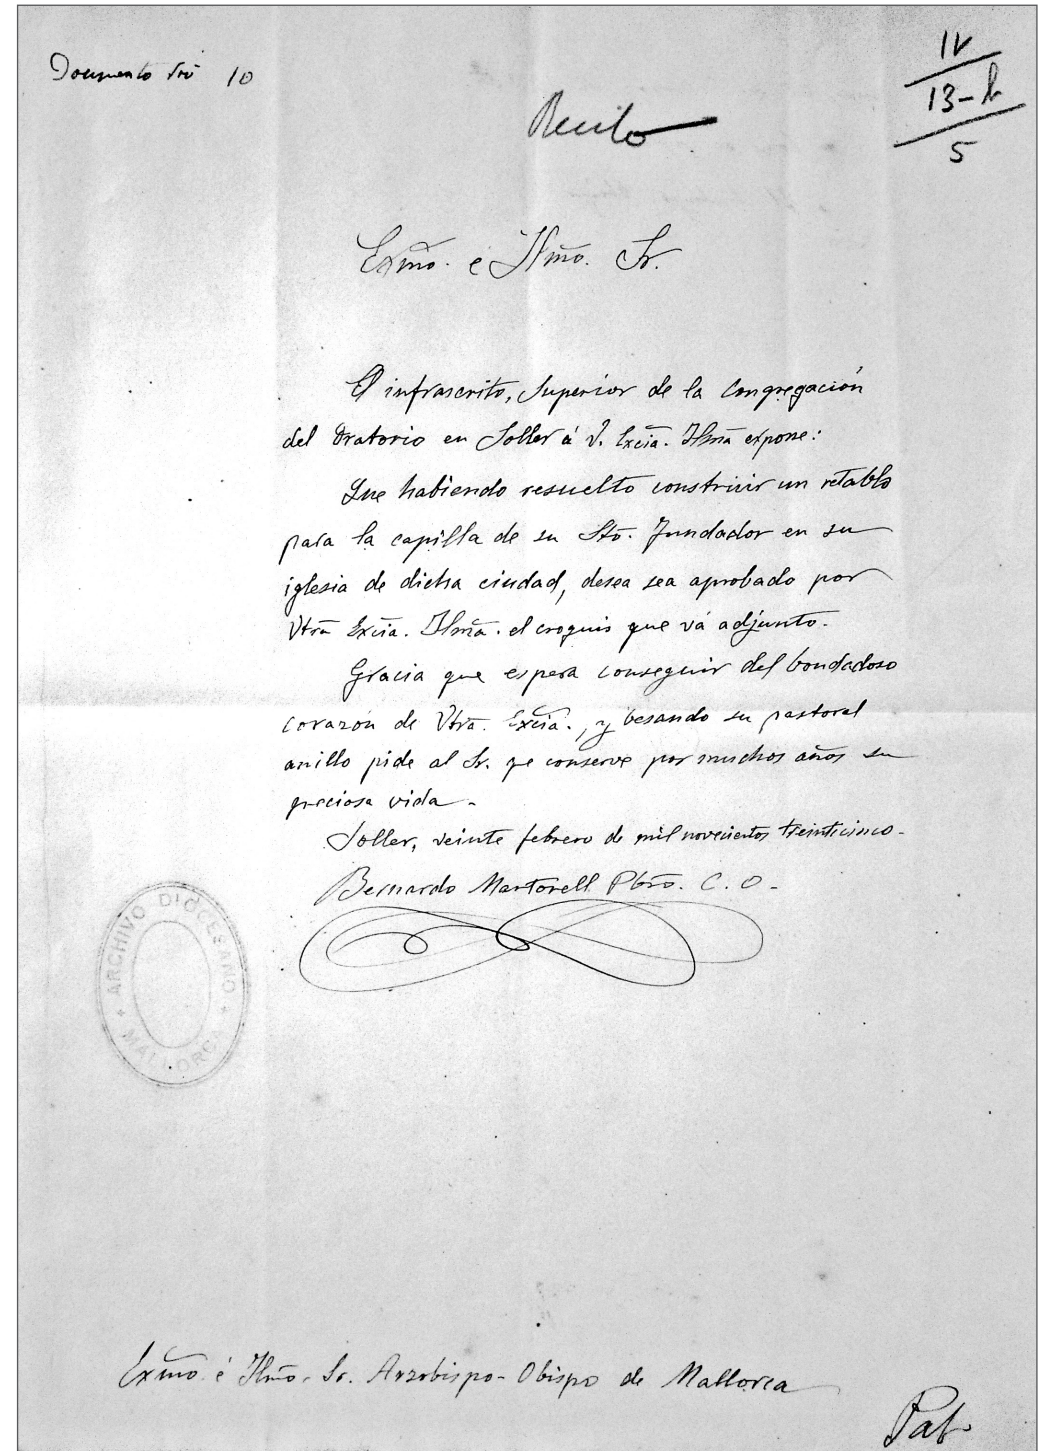 Documento 10
IV
13-b
5
Exmo. e Ilmo. Sr.
El infrascrito, Superior de la Congregación
del Oratorio en Soller á V. Excia. Ilmã expone:
Que habiendo resuelto construir un retablo
para la capilla de su Sto. Fundador en su
iglesia de dicha ciudad, desea sea aprobado por
Vtra Excia. Ilmã. el croquis que vá adjunto.
Gracia que espera conseguir del bondadoso
corazón de Vtra. Excia., y besando su pastoral
anillo pide al Sr. qe conserve por muchos años su
preciosa vida.
Soller, veinte febrero de mil novecientos treinticinco.
Bernardo Martorell Pbro. C. O.
ARCHIVO DIOCESANO
MALLORCA
Exmo. é Ilmo. Sr. Arzobispo-Obispo de Mallorca